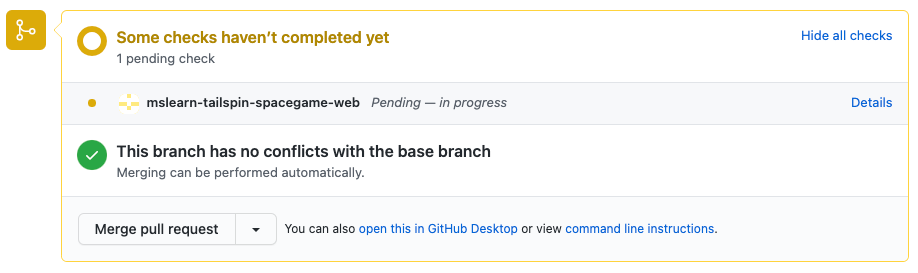 Some checks haven’t completed yet
Hide all checks
1 pending check
mslearn-tailspin-spacegame-web Pending — in progress
Details
This branch has no conflicts with the base branch
Merging can be performed automatically.
Merge pull request
You can also open this in GitHub Desktop or view command line instructions.